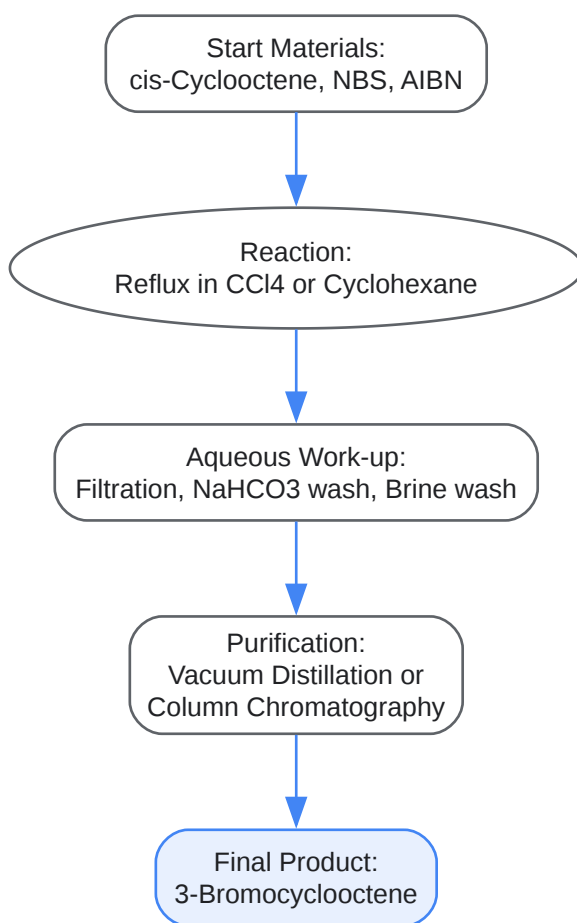 Start Materials:
cis-Cyclooctene, NBS, AIBN
Reaction:
Reflux in CCl4 or Cyclohexane
Aqueous Work-up:
Filtration, NaHCO3 wash, Brine wash
Purification:
Vacuum Distillation or
Column Chromatography
Final Product:
3-Bromocyclooctene